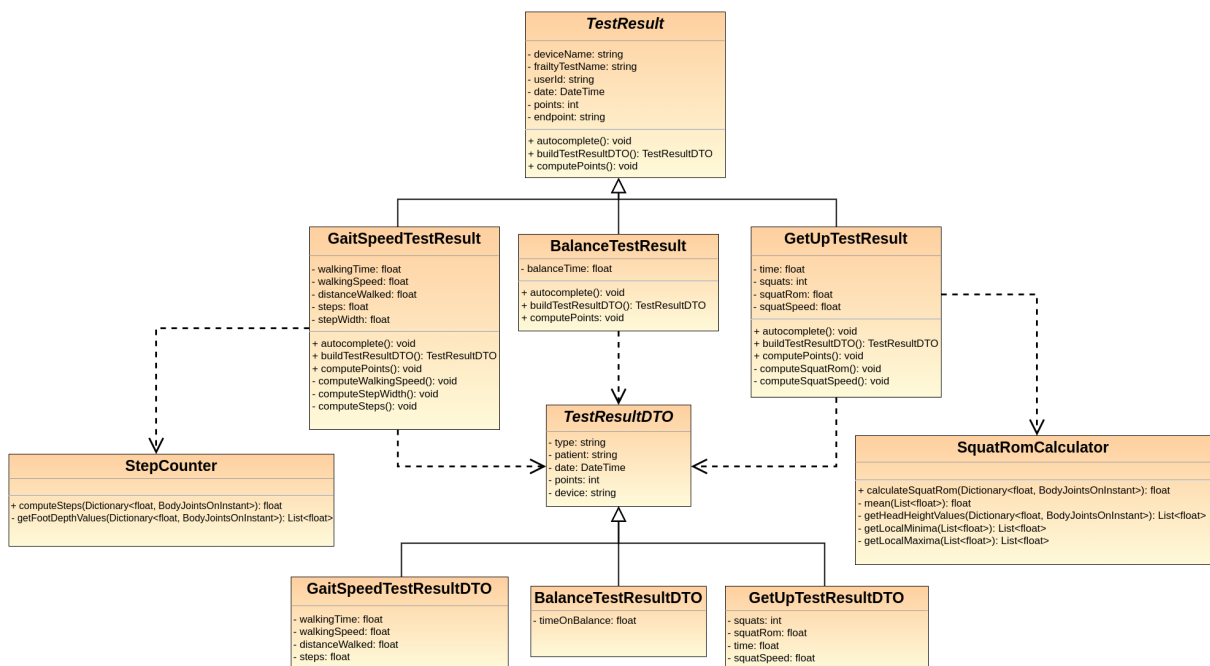 TestResult
- deviceName: string
- frailtyTestName: string
- userId: string
- date: DateTime
- points: int
- endpoint: string
+ autocomplete(): void
+ buildTestResultDTO(): TestResultDTO
+ computePoints(): void
GaitSpeedTestResult
- walkingTime: float
- walkingSpeed: float
- distanceWalked: float
- steps: float
- stepWidth: float
+ autocomplete(): void
+ buildTestResultDTO(): TestResultDTO
+ computePoints(): void
- computeWalkingSpeed(): void
- computeStepWidth(): void
- computeSteps(): void
BalanceTestResult
- balanceTime: float
+ autocomplete(): void
+ buildTestResultDTO(): TestResultDTO
+ computePoints: void
GetUpTestResult
- time: float
- squats: int
- squatRom: float
- squatSpeed: float
+ autocomplete(): void
+ buildTestResultDTO(): TestResultDTO
+ computePoints(): void
- computeSquatRom(): void
- computeSquatSpeed(): void
StepCounter
+ computeSteps(Dictionary<float, BodyJointsOnInstant>): float
- getFootDepthValues(Dictionary<float, BodyJointsOnInstant>): List<float>
TestResultDTO
- type: string
- patient: string
- date: DateTime
- points: int
- device: string
SquatRomCalculator
+ calculateSquatRom(Dictionary<float, BodyJointsOnInstant>): float
- mean(List<float>): float
- getHeadHeightValues(Dictionary<float, BodyJointsOnInstant>): List<float>
- getLocalMinima(List<float>): List<float>
- getLocalMaxima(List<float>): List<float>
GaitSpeedTestResultDTO
- walkingTime: float
- walkingSpeed: float
- distanceWalked: float
- steps: float
BalanceTestResultDTO
- timeOnBalance: float
GetUpTestResultDTO
- squats: int
- squatRom: float
- time: float
- squatSpeed: float